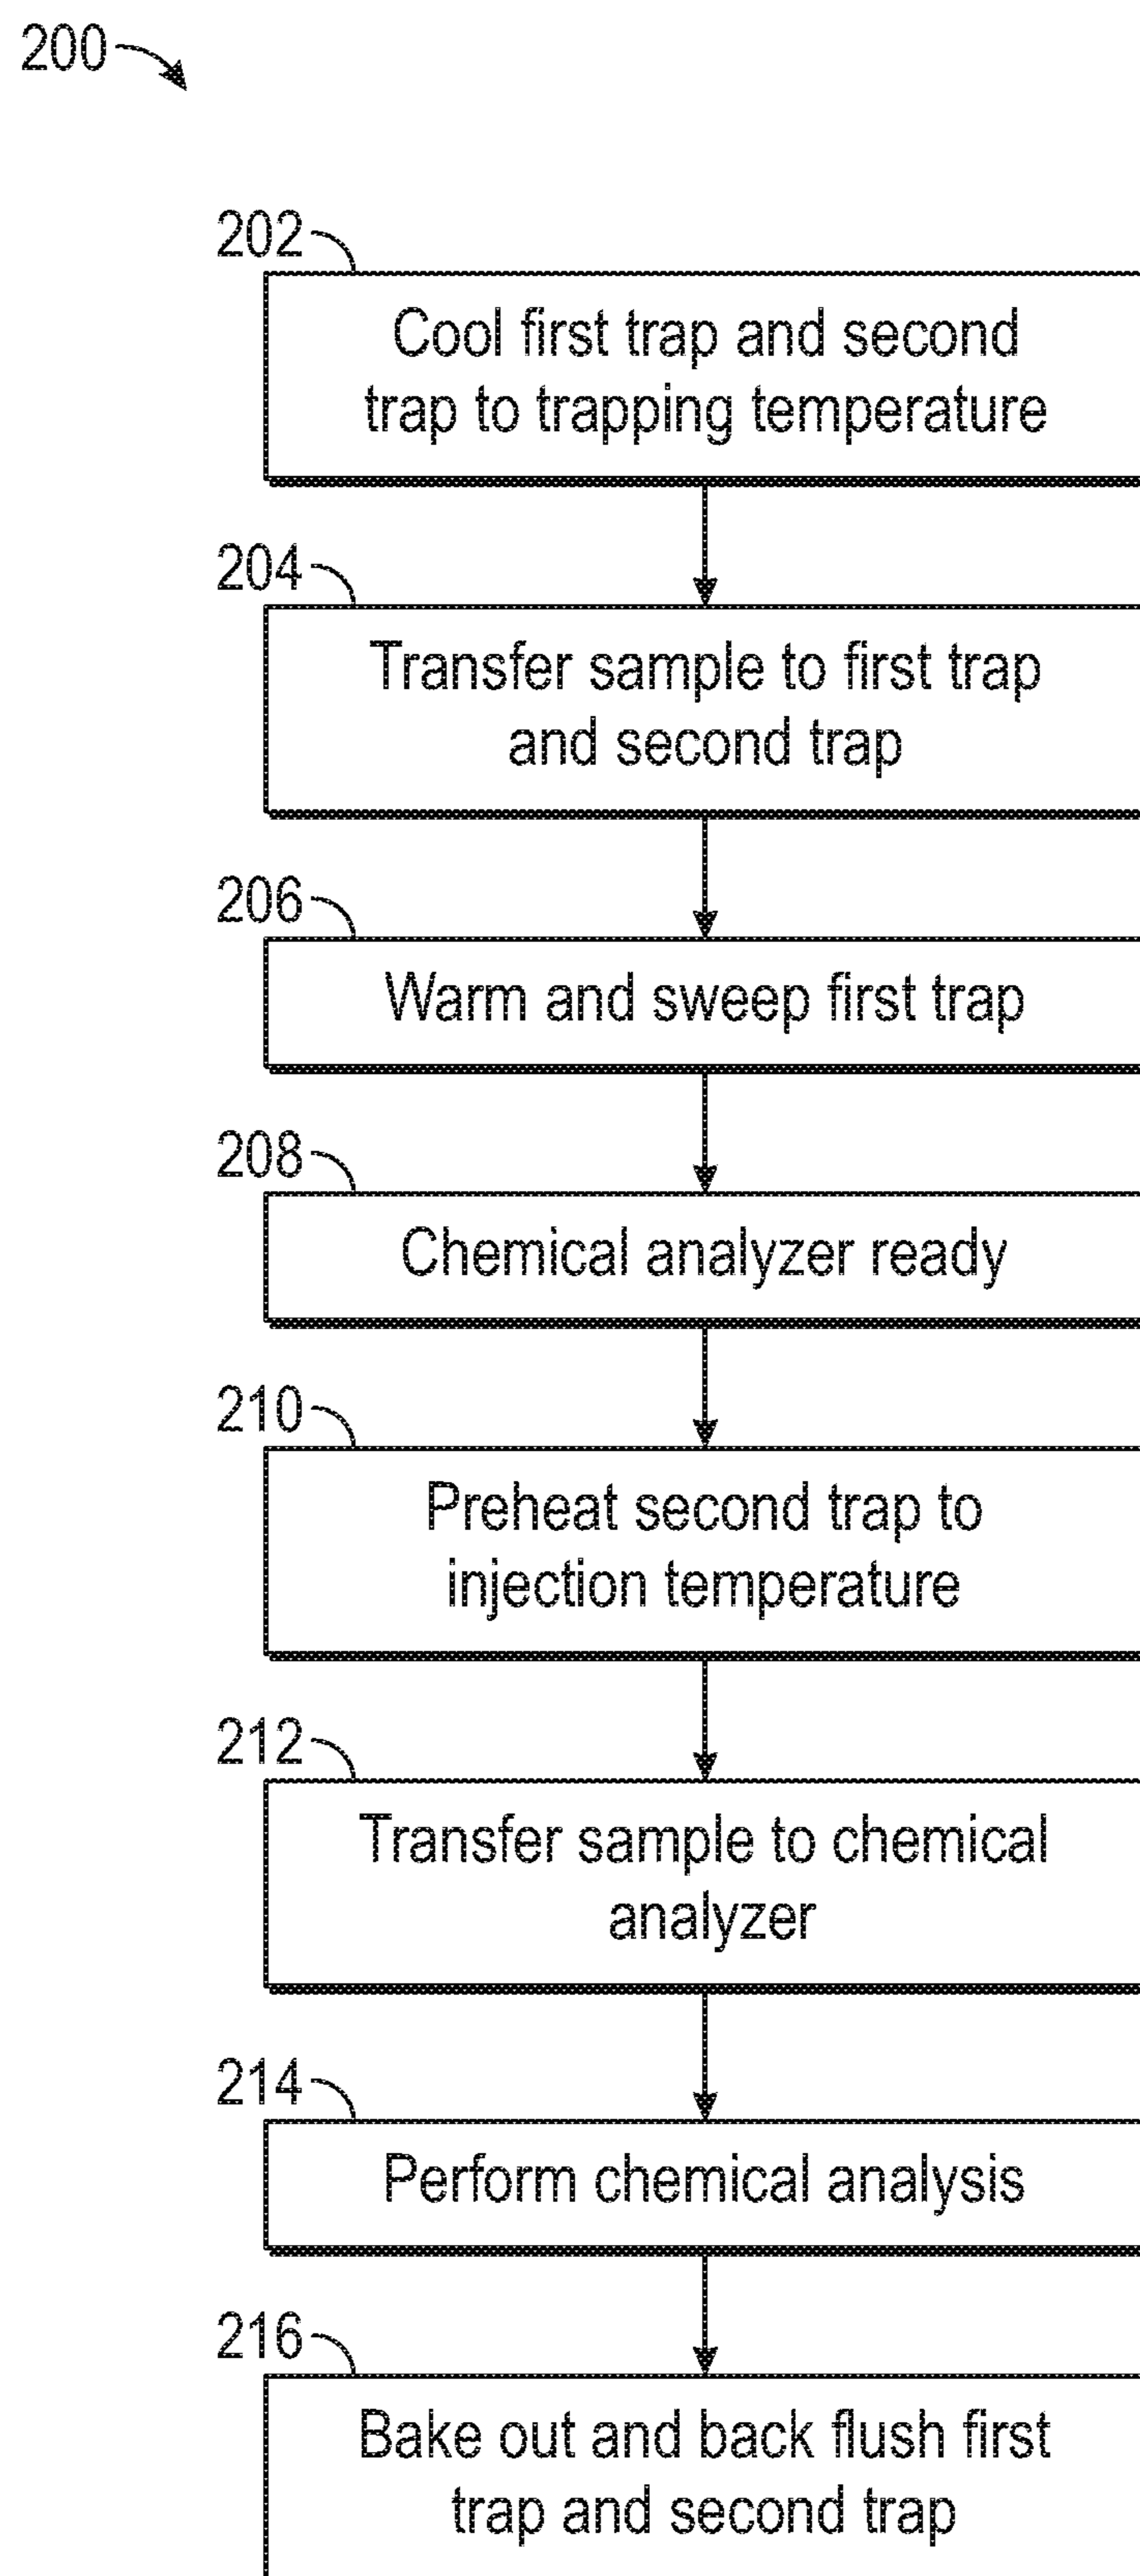 200
202
Cool first trap and second
trap to trapping temperature
204
Transfer sample to first trap
and second trap
206
Warm and sweep first trap
208
Chemical analyzer ready
210
Preheat second trap to
injection temperature
212
Transfer sample to chemical
analyzer
214
Perform chemical analysis
216
Bake out and back flush first
trap and second trap